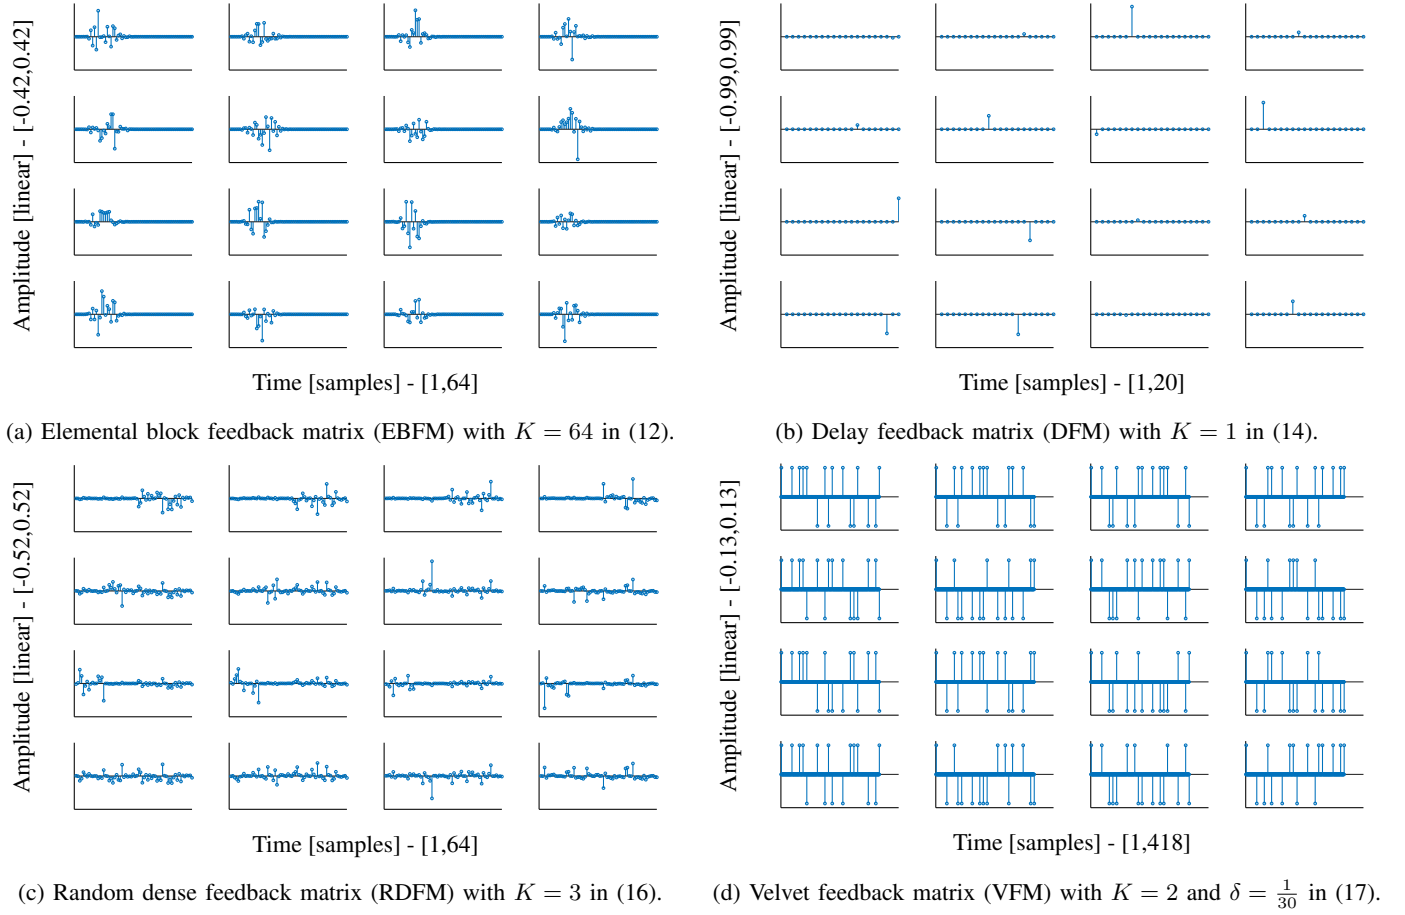 Amplitude [linear] - [-0.42,0.42]
Time [samples] - [1,64]
(a) Elemental block feedback matrix (EBFM) with K = 64 in (12).
Amplitude [linear] - [-0.99,0.99]
Time [samples] - [1,20]
(b) Delay feedback matrix (DFM) with K = 1 in (14).
Amplitude [linear] - [-0.52,0.52]
Time [samples] - [1,64]
(c) Random dense feedback matrix (RDFM) with K = 3 in (16).
Amplitude [linear] - [-0.13,0.13]
Time [samples] - [1,418]
(d) Velvet feedback matrix (VFM) with K = 2 and δ = 1/30 in (17).